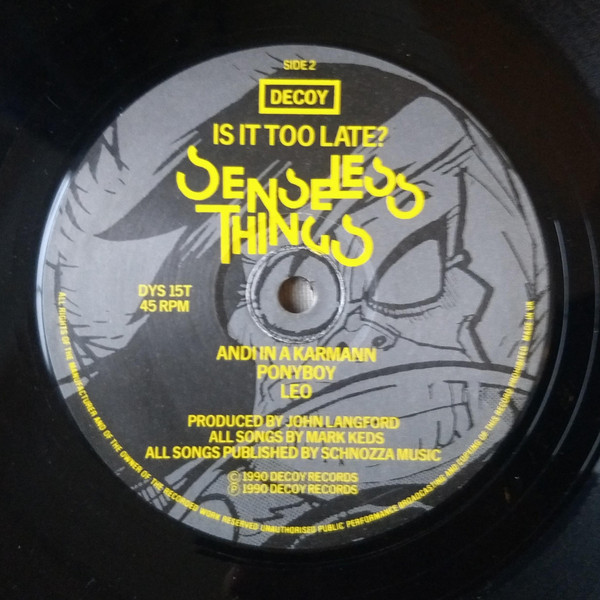 SIDE 2
DECOY
IS IT TOO LATE?
SENSELESS
THINGS
DYS 15T
45 RPM
ANDI IN A KARMANN
PONYBOY
LEO
PRODUCED BY JOHN LANGFORD
ALL SONGS BY MARK KEDS
ALL SONGS PUBLISHED BY SCHNOZZA MUSIC
Ⓒ 1990 DECOY RECORDS
Ⓟ 1990 DECOY RECORDS
ALL RIGHTS OF THE MANUFACTURER AND OF THE OWNER OF THE RECORDED WORK RESERVED UNAUTHORISED PUBLIC PERFORMANCE BROADCASTING AND COPYING OF THIS RECORD PROHIBITED. MADE IN UK